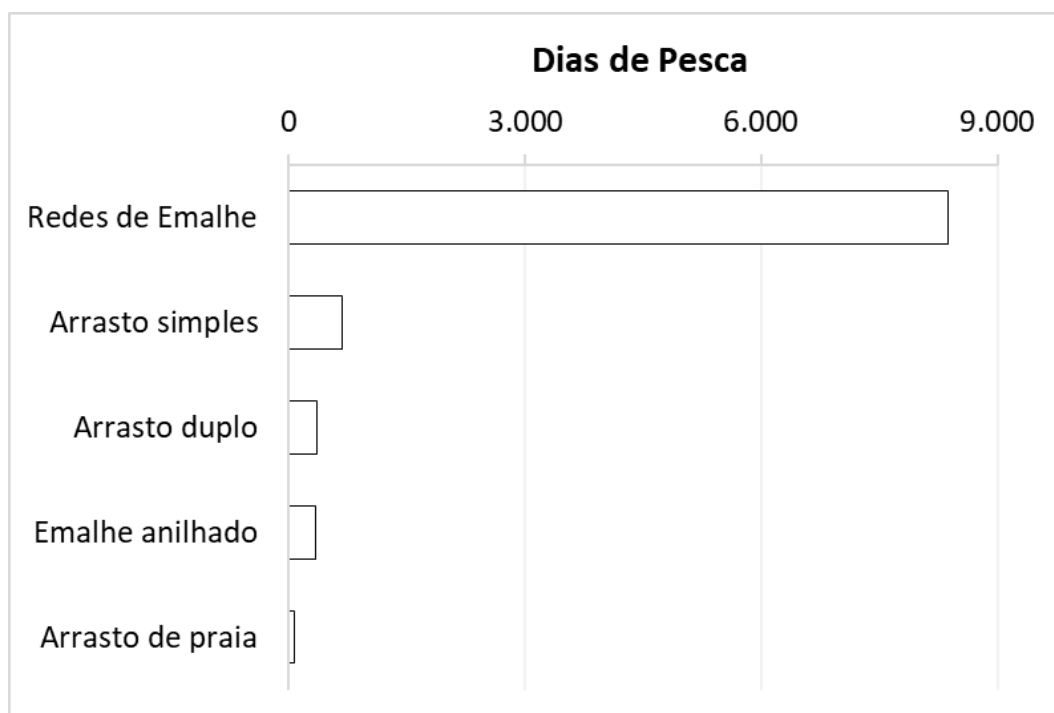 Dias de Pesca
0 3.000 6.000 9.000
Redes de Emalhe
Arrasto simples
Arrasto duplo
Emalhe anilhado
Arrasto de praia